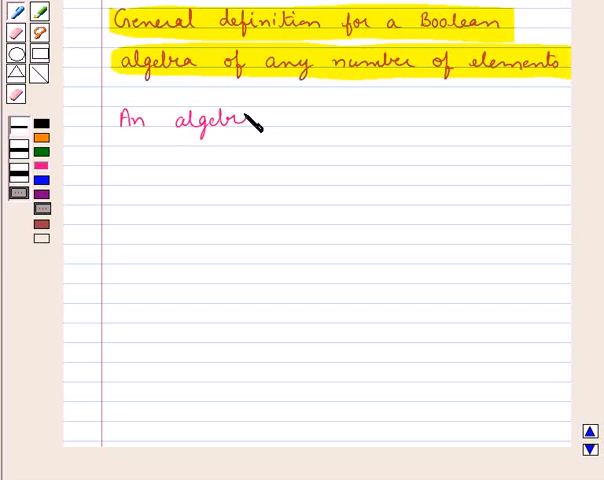 General definition for a Boolean
algebra of any number of elements
An algebr